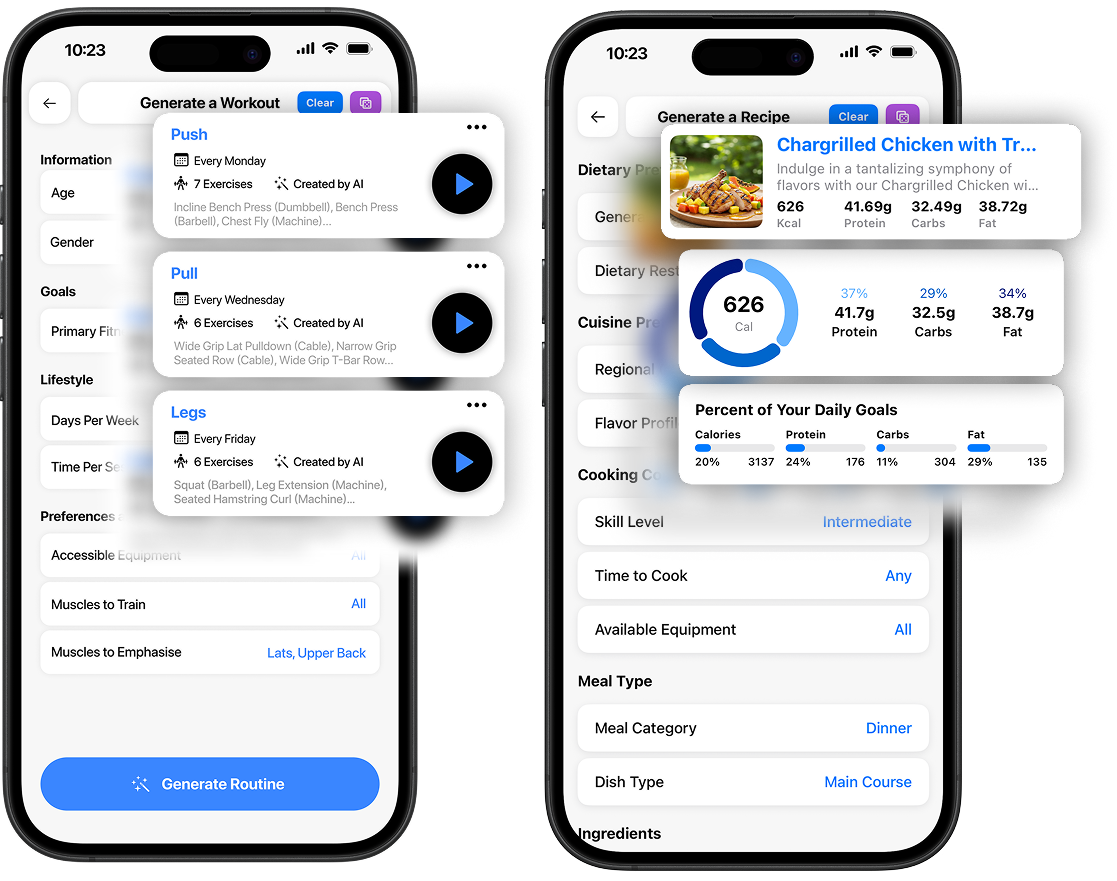 10:23
Generate a Workout
Clear
Information
Age
Gender
Goals
Primary Fitn
Lifestyle
Days Per Week
Time Per Se
Preferences a
Accessible Equipment
All
Muscles to Train
All
Muscles to Emphasise
Lats, Upper Back
Generate Routine
Push
Every Monday
7 Exercises
Created by AI
Incline Bench Press (Dumbbell), Bench Press
(Barbell), Chest Fly (Machine)...
Pull
Every Wednesday
6 Exercises
Created by AI
Wide Grip Lat Pulldown (Cable), Narrow Grip
Seated Row (Cable), Wide Grip T-Bar Row...
Legs
Every Friday
6 Exercises
Created by AI
Squat (Barbell), Leg Extension (Machine),
Seated Hamstring Curl (Machine)...
10:23
Generate a Recipe
Clear
Dietary Pre
Genera
Dietary Rest
Cuisine Pre
Regional
Flavor Profil
Cooking Co
Skill Level
Intermediate
Time to Cook
Any
Available Equipment
All
Meal Type
Meal Category
Dinner
Dish Type
Main Course
Ingredients
Chargrilled Chicken with Tr...
Indulge in a tantalizing symphony of
flavors with our Chargrilled Chicken wi...
626 41.69g 32.49g 38.72g
Kcal Protein Carbs Fat
626
Cal
37% 29% 34%
41.7g 32.5g 38.7g
Protein Carbs Fat
Percent of Your Daily Goals
Calories Protein Carbs Fat
20% 3137 24% 176 11% 304 29% 135